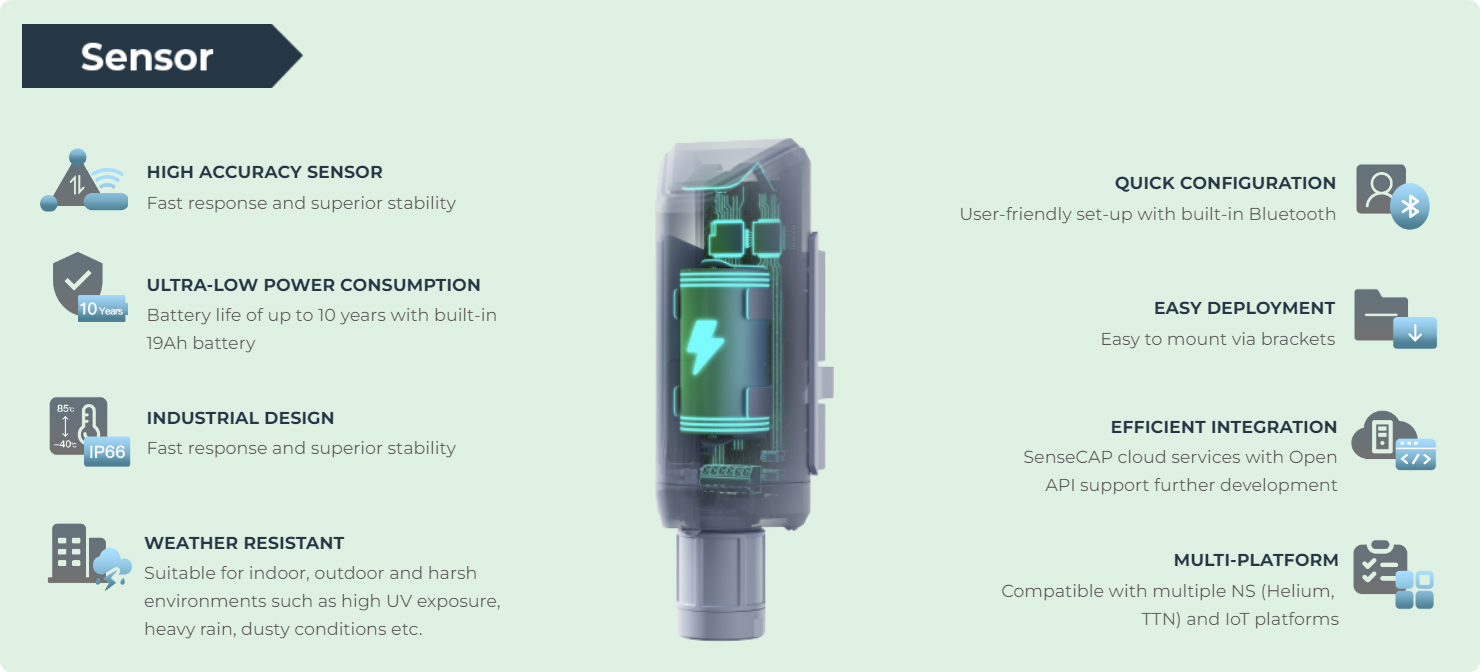 Sensor
HIGH ACCURACY SENSOR
Fast response and superior stability
10 Years
ULTRA-LOW POWER CONSUMPTION
Battery life of up to 10 years with built-in
19Ah battery
85℃
-40℃
IP66
INDUSTRIAL DESIGN
Fast response and superior stability
WEATHER RESISTANT
Suitable for indoor, outdoor and harsh
environments such as high UV exposure,
heavy rain, dusty conditions etc.
QUICK CONFIGURATION
User-friendly set-up with built-in Bluetooth
EASY DEPLOYMENT
Easy to mount via brackets
EFFICIENT INTEGRATION
SenseCAP cloud services with Open
API support further development
</>
MULTI-PLATFORM
Compatible with multiple NS (Helium,
TTN) and IoT platforms